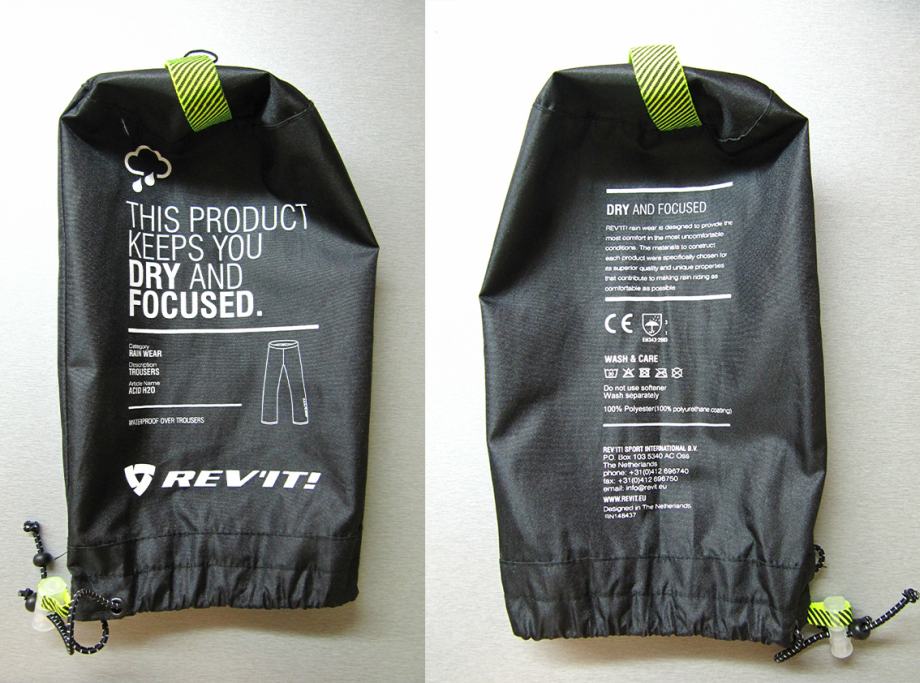 THIS PRODUCT
KEEPS YOU
DRY AND
FOCUSED.
Category
RAIN WEAR
Description
TROUSERS
Article Name
ACID H2O
WATERPROOF OVER TROUSERS
REV'IT!
DRY AND FOCUSED
REV'IT! rain wear is designed to provide the
most comfort in the most uncomfortable
conditions. The materials to construct
each product were specifically chosen for
its superior quality and unique properties
that contribute to making rain riding as
comfortable as possible
CE
3
1
EN343:2003
WASH & CARE
Do not use softener
Wash separately
100% Polyester(100% polyurethane coating)
REV'IT! SPORT INTERNATIONAL B.V.
P.O. Box 103 5340 AC Oss
The Netherlands
phone: +31(0)412 696740
fax: +31(0)412 696750
email: info@revit.eu
WWW.REVIT.EU
Designed in The Netherlands
RN148437